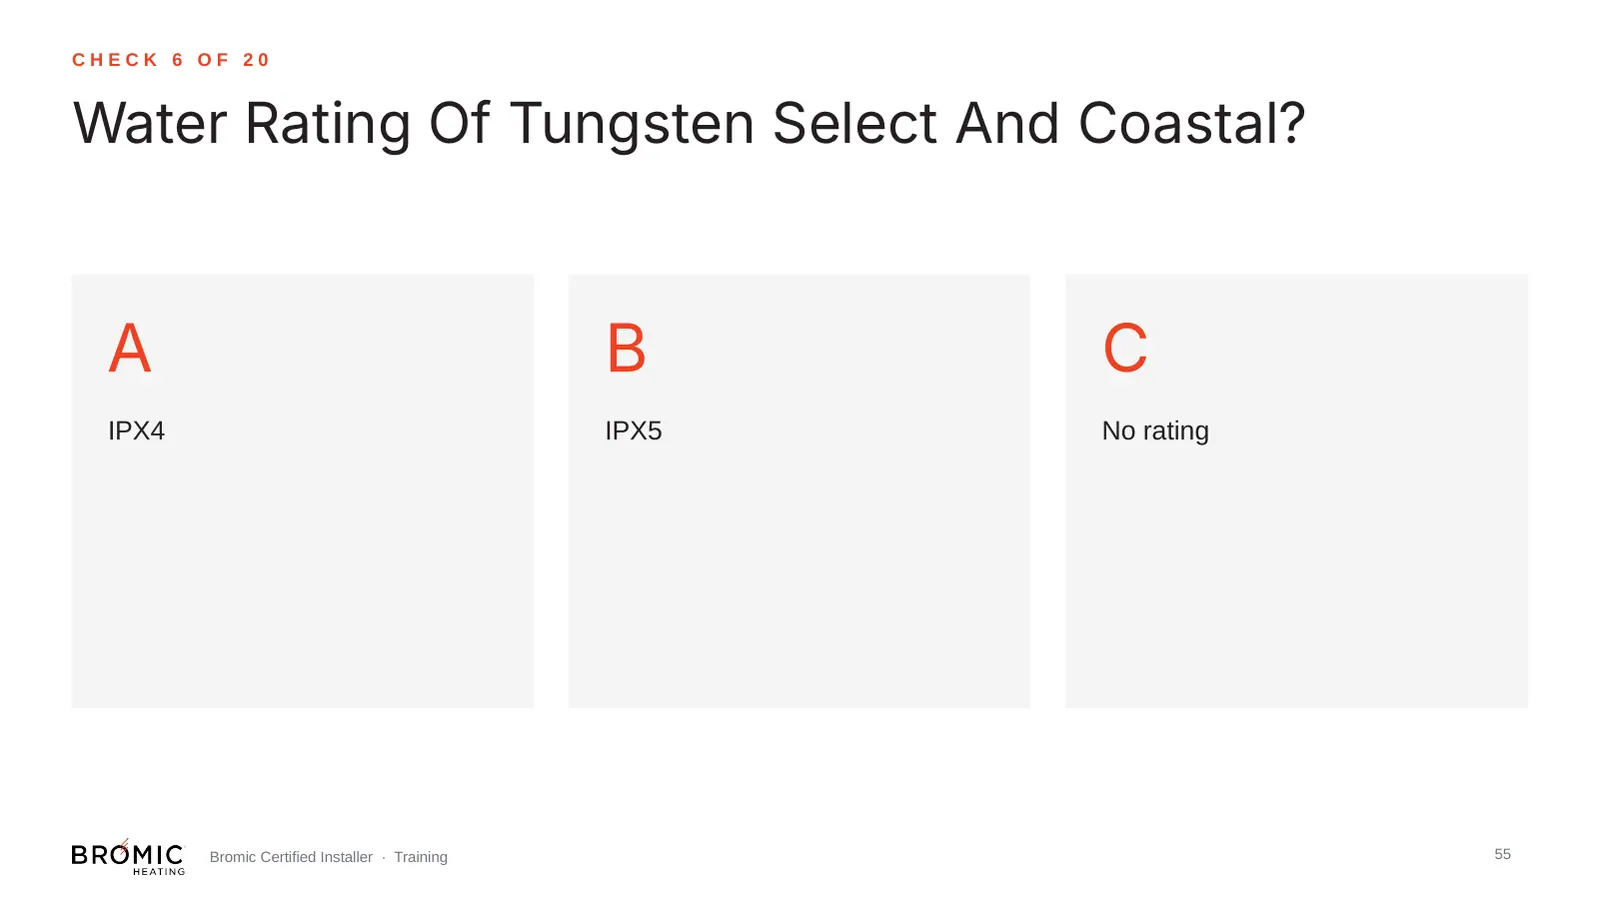 CHECK 6 OF 20
Water Rating Of Tungsten Select And Coastal?
A
IPX4
B
IPX5
C
No rating
BROMIC
HEATING
Bromic Certified Installer · Training
55